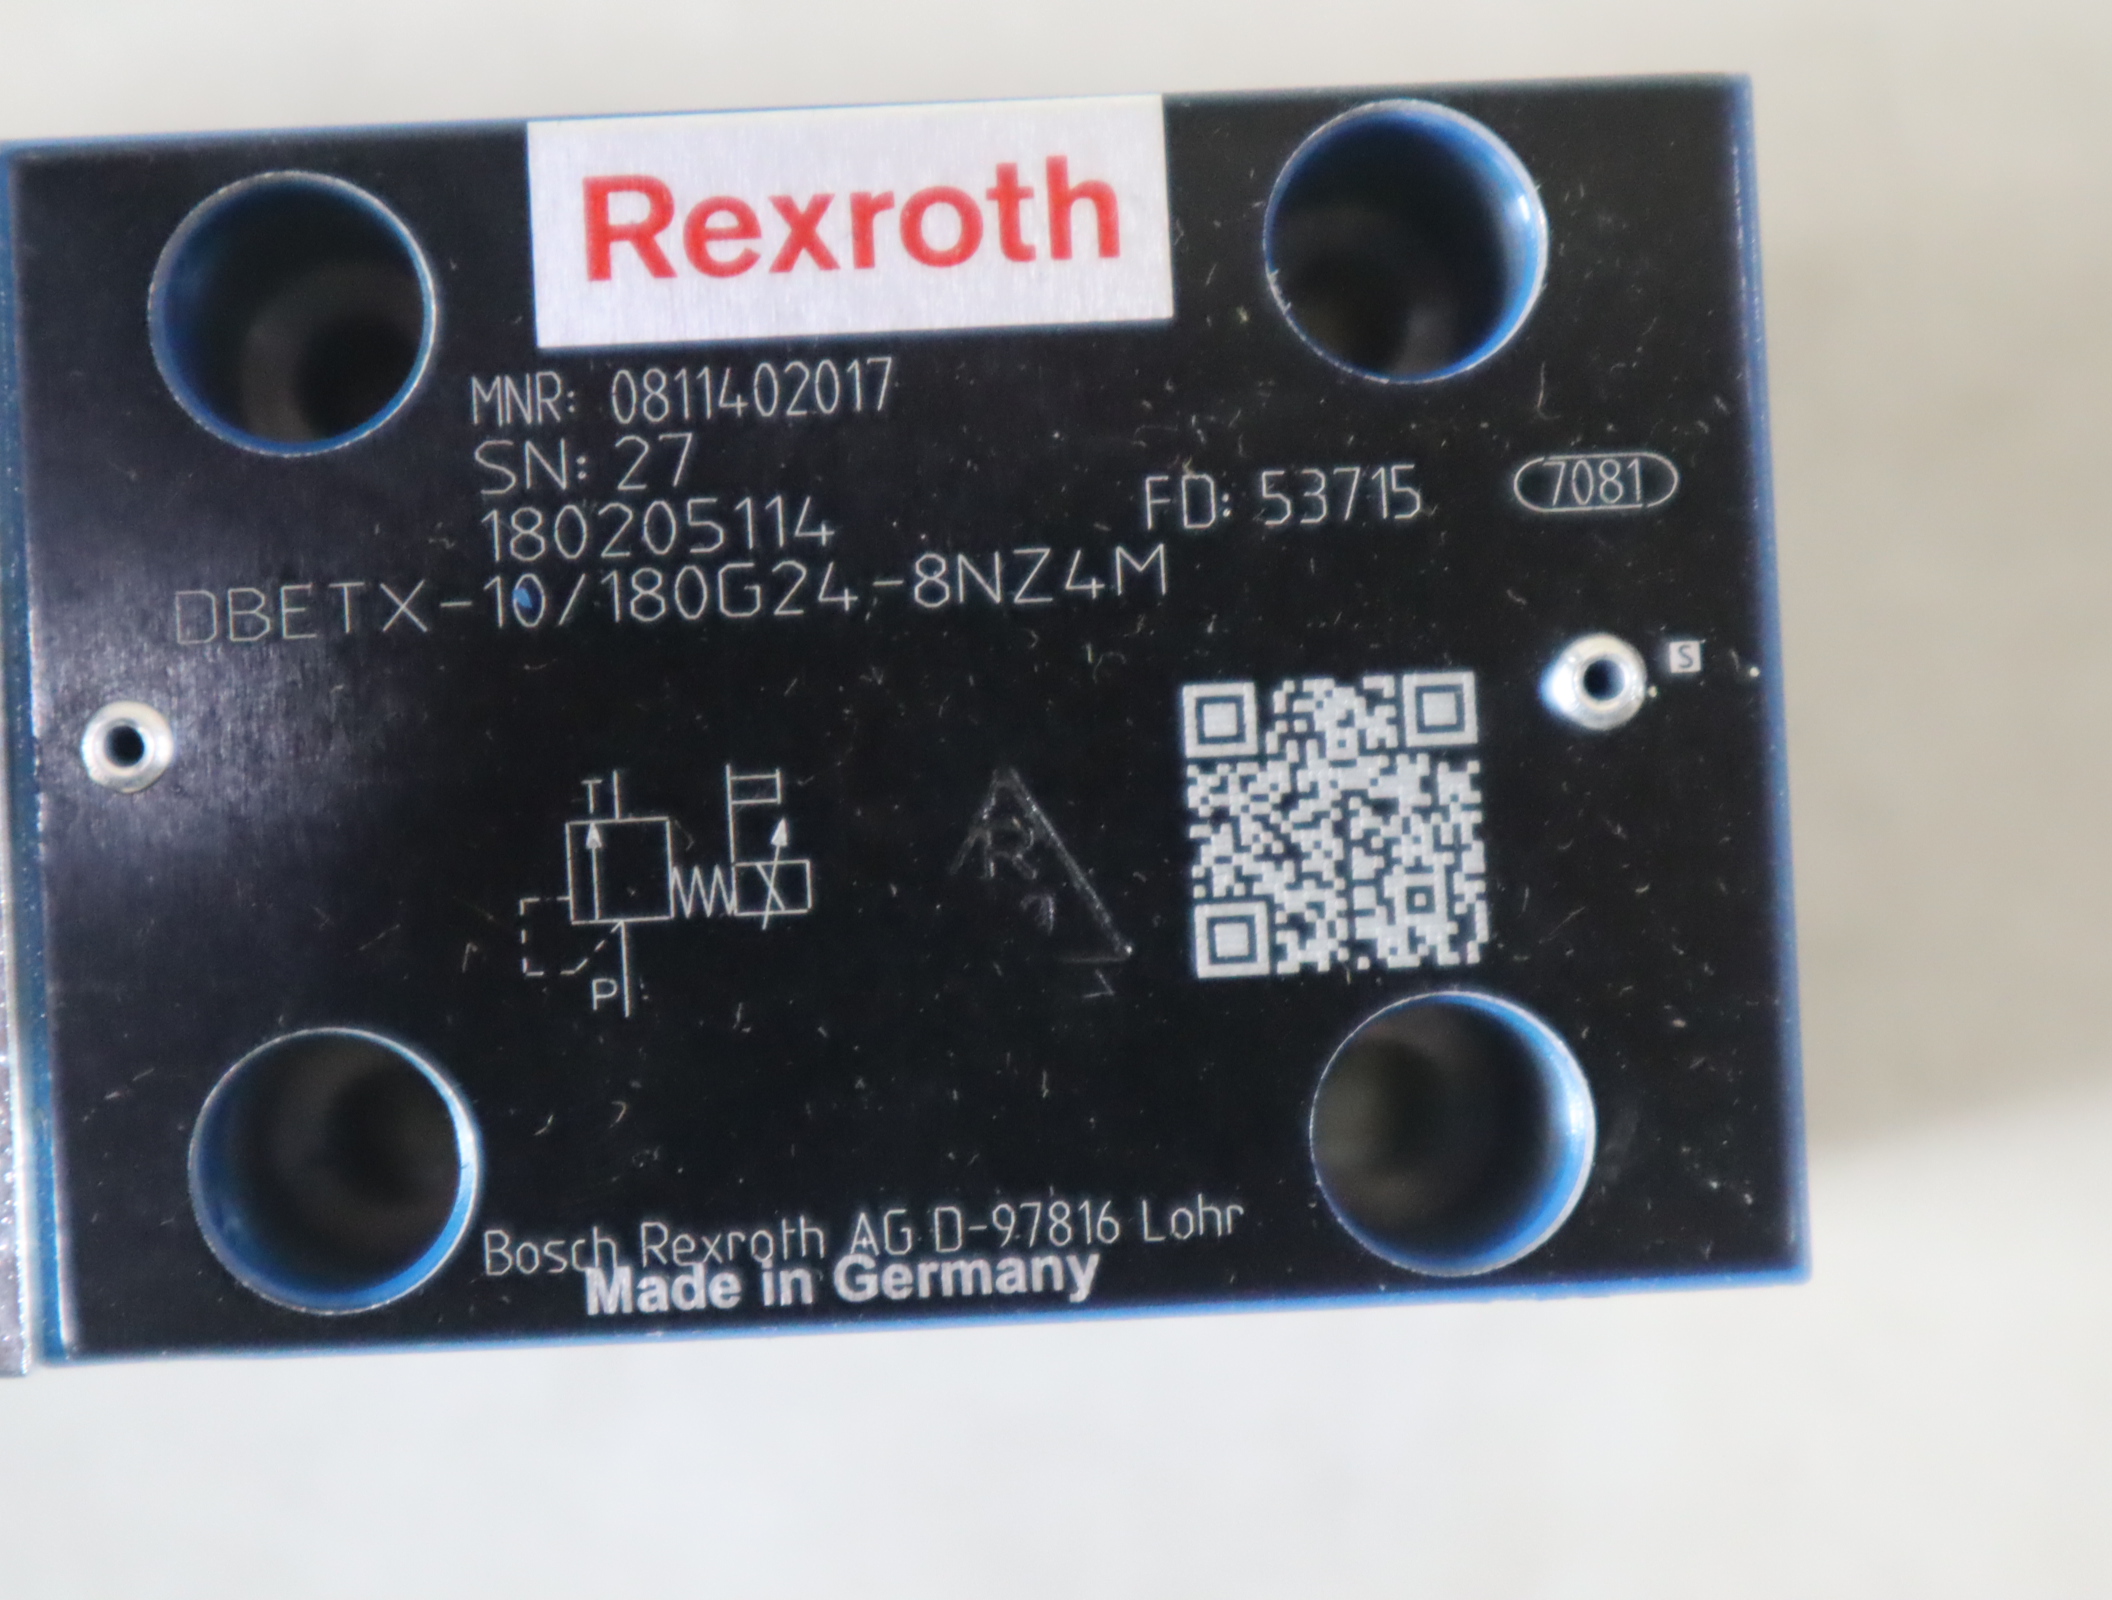 Rexroth
MNR: 0811402017
SN: 27
180205114
FD: 53715 7081
DBETX-10/180G24-8NZ4M
S
T
P
R
Bosch Rexroth AG D-97816 Lohr
Made in Germany